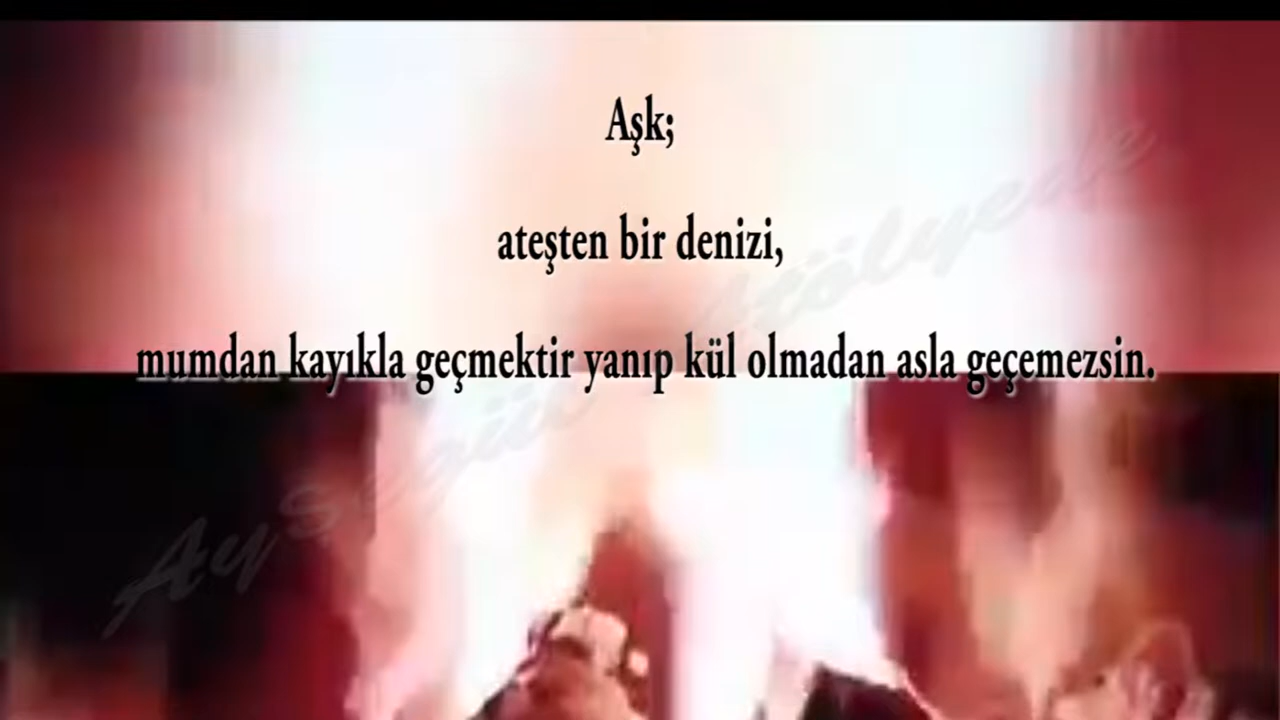 Aşk;
ateşten bir denizi,
mumdan kayıkla geçmektir yanıp kül olmadan asla geçemezsin.